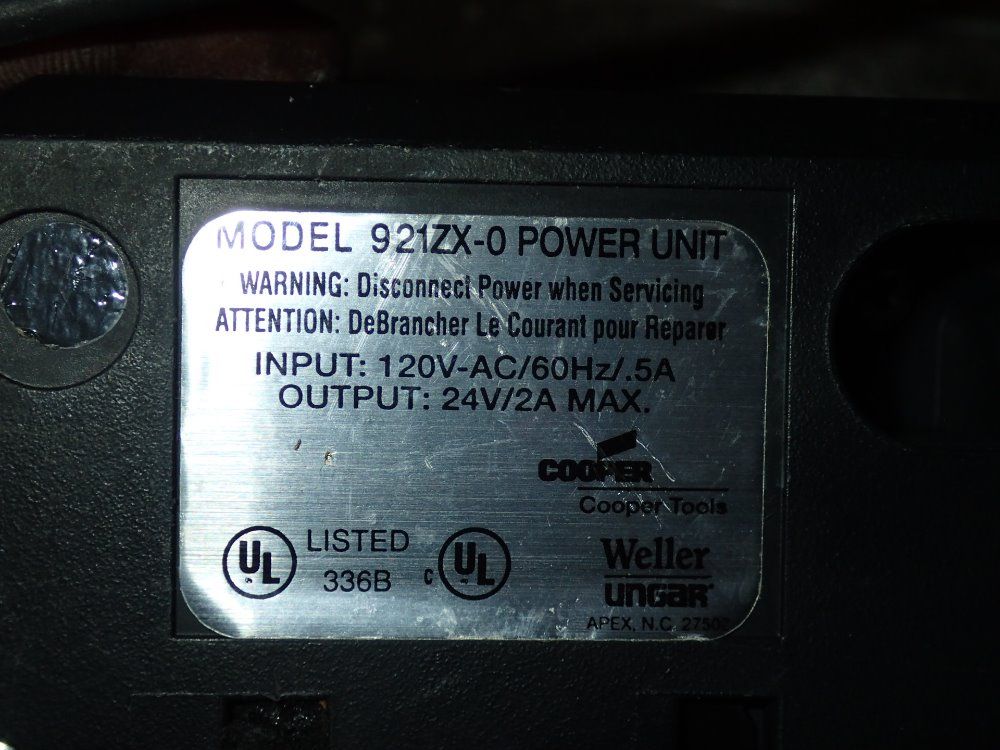 MODEL 921ZX-0 POWER UNIT
WARNING: Disconnect Power when Servicing
ATTENTION: DeBrancher Le Courant pour Reparer
INPUT: 120V-AC/60Hz/.5A
OUTPUT: 24V/2A MAX.
COOPER
Cooper Tools
UL LISTED 336B
c UL
Weller
UNGAR
APEX, N.C. 27502